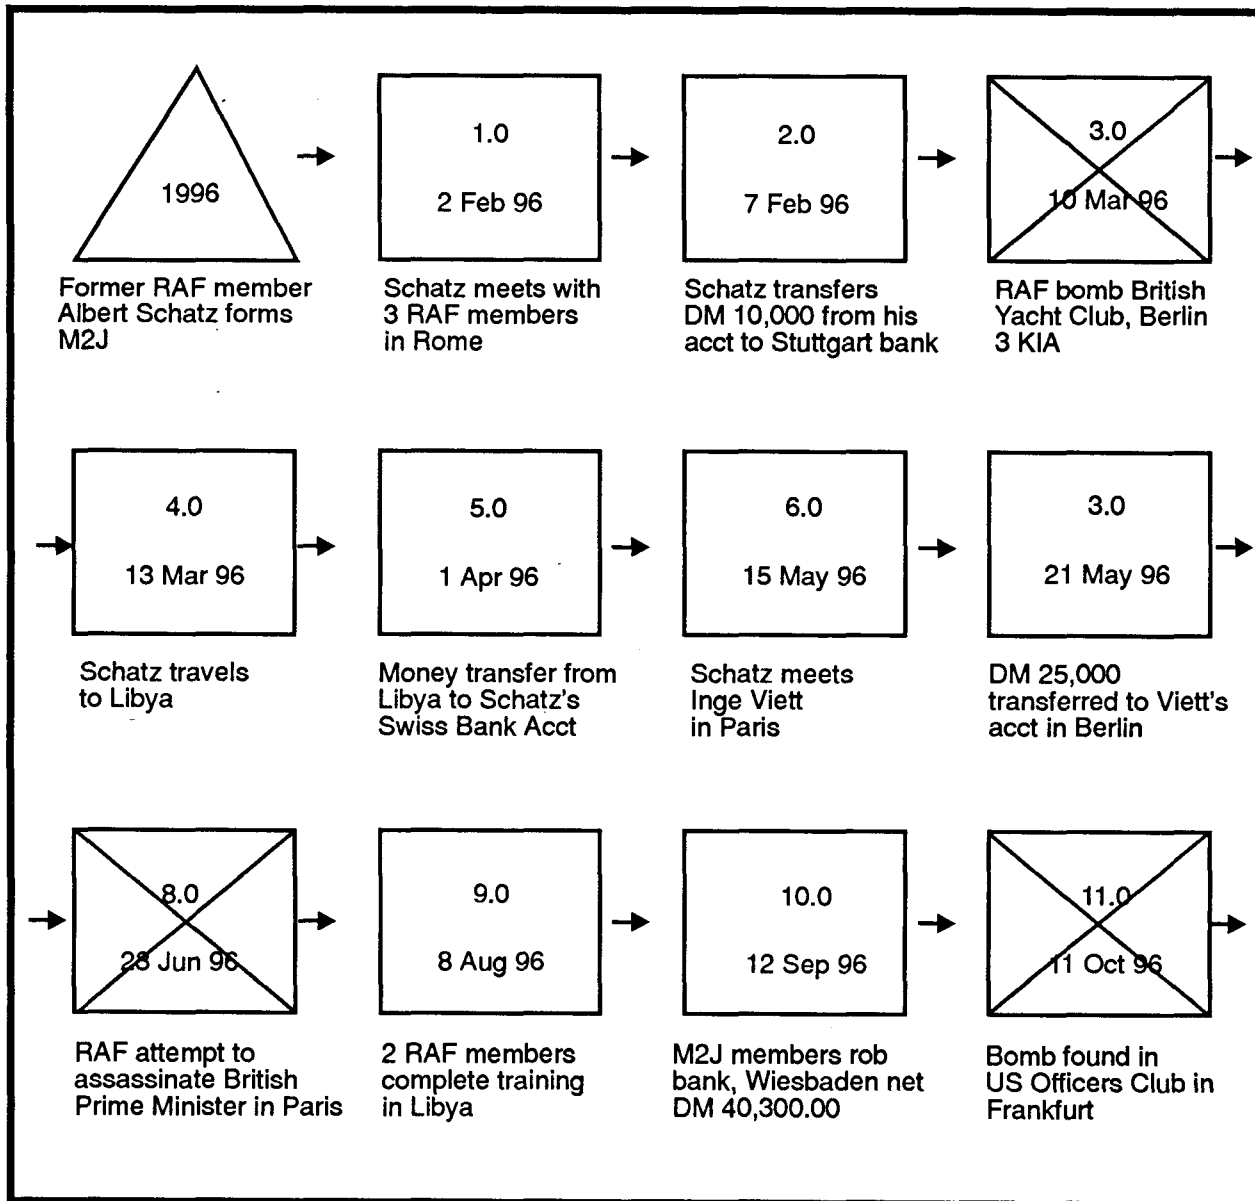 1996
Former RAF member
Albert Schatz forms
M2J
1.0
2 Feb 96
Schatz meets with
3 RAF members
in Rome
2.0
7 Feb 96
Schatz transfers
DM 10,000 from his
acct to Stuttgart bank
3.0
10 Mar 96
RAF bomb British
Yacht Club, Berlin
3 KIA
4.0
13 Mar 96
Schatz travels
to Libya
5.0
1 Apr 96
Money transfer from
Libya to Schatz's
Swiss Bank Acct
6.0
15 May 96
Schatz meets
Inge Viett
in Paris
3.0
21 May 96
DM 25,000
transferred to Viett's
acct in Berlin
8.0
28 Jun 96
RAF attempt to
assassinate British
Prime Minister in Paris
9.0
8 Aug 96
2 RAF members
complete training
in Libya
10.0
12 Sep 96
M2J members rob
bank, Wiesbaden net
DM 40,300.00
11.0
11 Oct 96
Bomb found in
US Officers Club in
Frankfurt